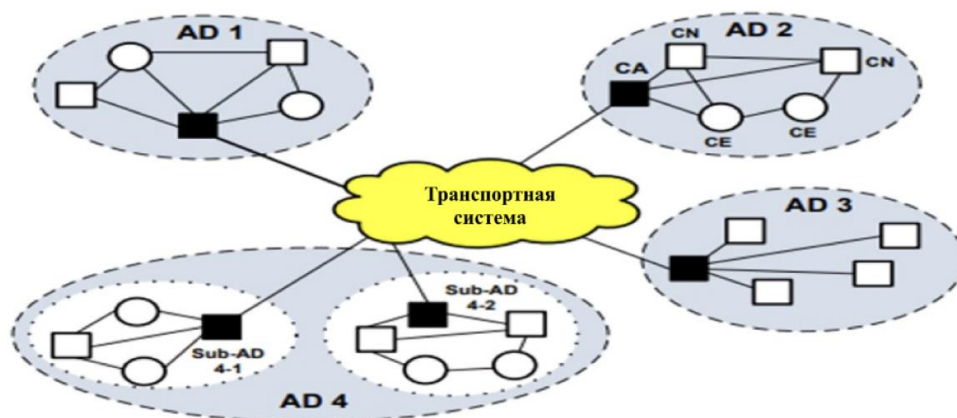 AD 1
AD 2
CN
CA
CN
CE
CE
Транспортная
система
AD 3
Sub-AD
4-2
Sub-AD
4-1
AD 4